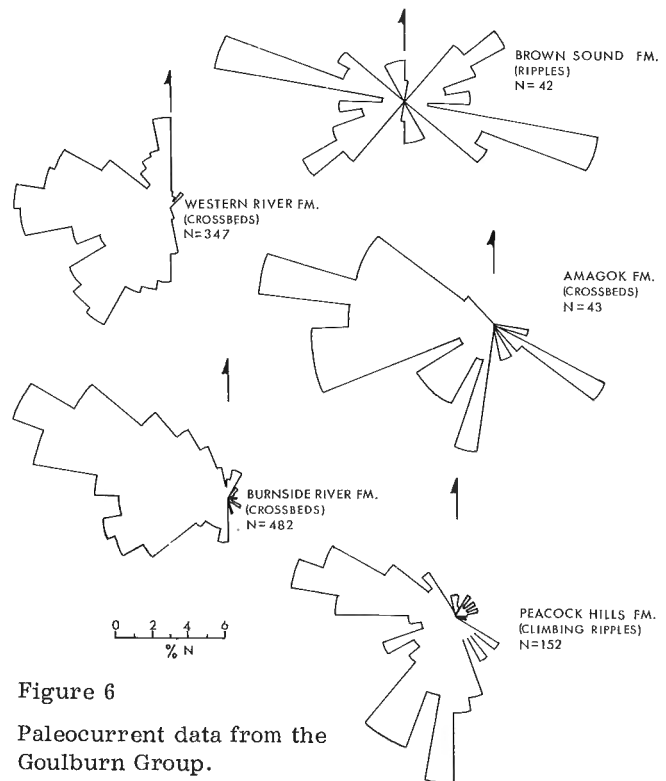 BROWN SOUND FM.
(RIPPLES)
N=42
WESTERN RIVER FM.
(CROSSBEDS)
N=347
AMAGOK FM.
(CROSSBEDS)
N=43
BURNSIDE RIVER FM.
(CROSSBEDS)
N=482
PEACOCK HILLS FM.
(CLIMBING RIPPLES)
N=152
0 2 6
% N
Figure 6
Paleocurrent data from the
Goulburn Group.